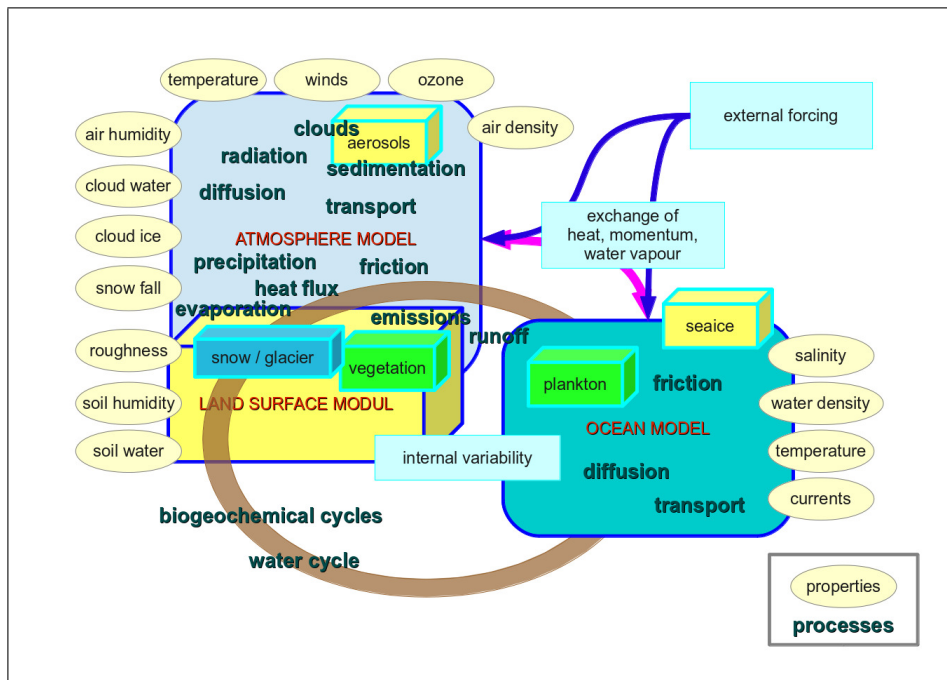 temperature
winds
ozone
air humidity
clouds
aerosols
air density
external forcing
radiation
sedimentation
cloud water
diffusion
transport
exchange of
heat, momentum,
water vapour
cloud ice
ATMOSPHERE MODEL
precipitation
friction
snow fall
heat flux
evaporation
emissions
runoff
seaice
roughness
snow / glacier
vegetation
plankton
friction
salinity
soil humidity
LAND SURFACE MODUL
water density
OCEAN MODEL
soil water
internal variability
temperature
diffusion
transport
currents
biogeochemical cycles
water cycle
properties
processes